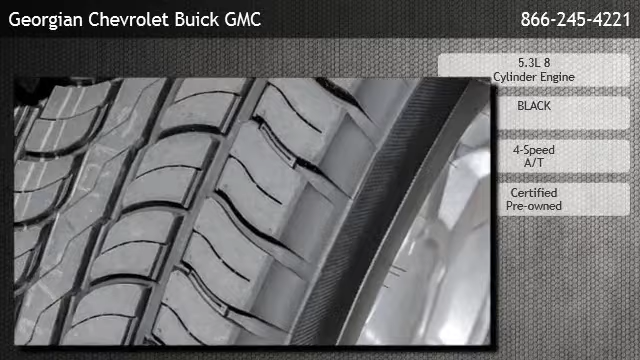 Georgian Chevrolet Buick GMC
866-245-4221
5.3L 8
Cylinder Engine
BLACK
4-Speed
A/T
Certified
Pre-owned